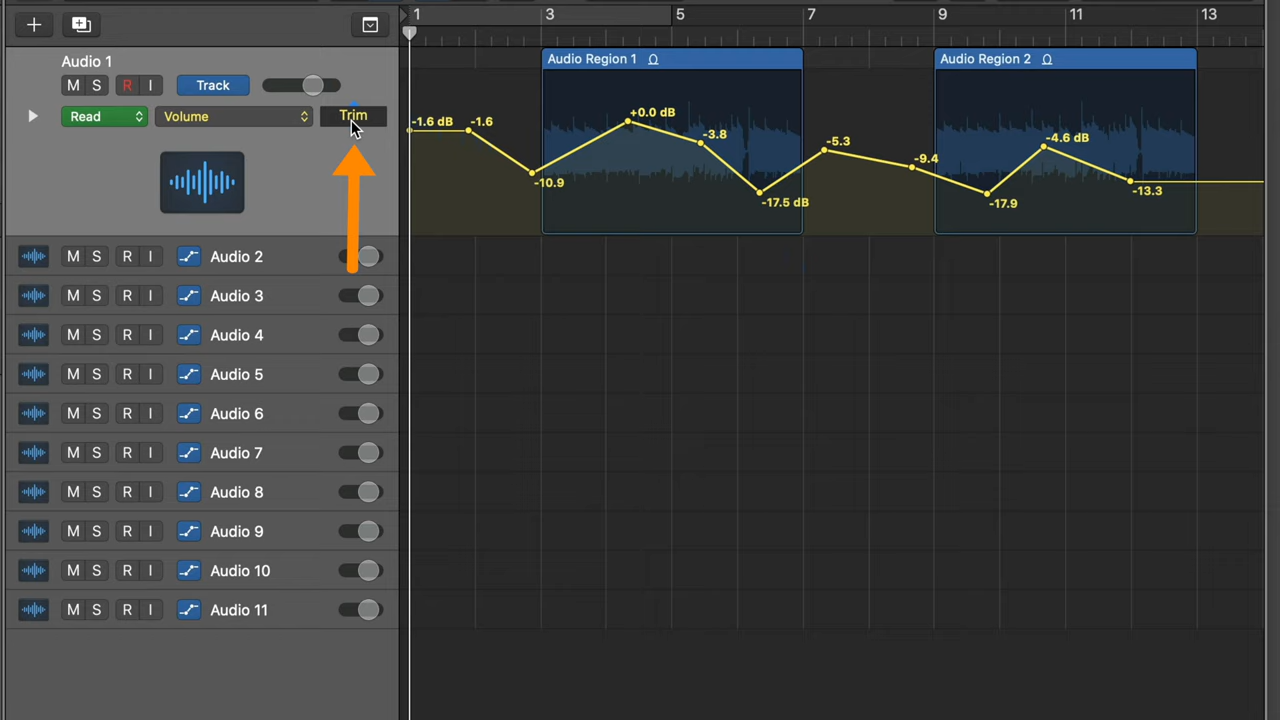 1 3 5 7 9 11 13
Audio 1
M S R I Track
Read Volume Trim
Audio Region 1
Audio Region 2
-1.6 dB -1.6 -10.9 +0.0 dB -3.8 -17.5 dB -5.3 -9.4 -17.9 -4.6 dB -13.3
M S R I Audio 2
M S R I Audio 3
M S R I Audio 4
M S R I Audio 5
M S R I Audio 6
M S R I Audio 7
M S R I Audio 8
M S R I Audio 9
M S R I Audio 10
M S R I Audio 11